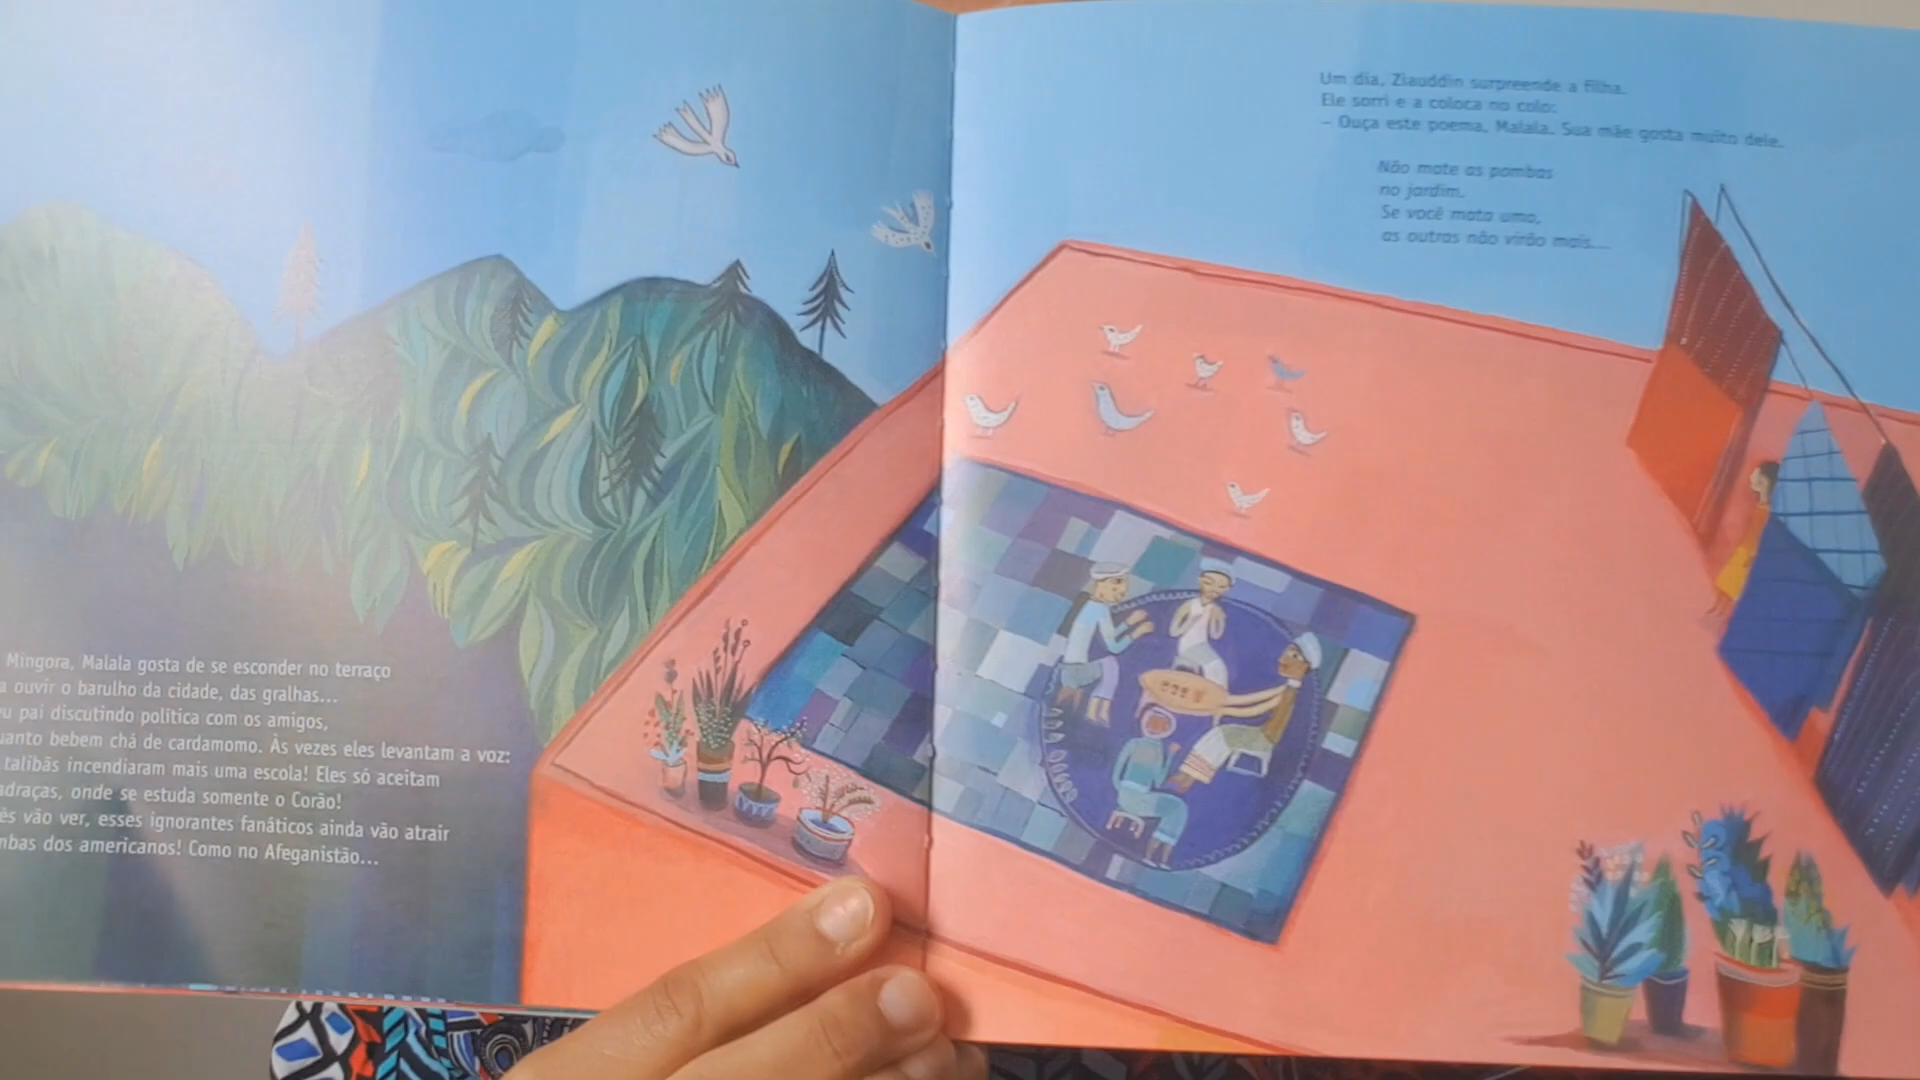 Mingora, Malala gosta de se esconder no terraço
a ouvir o barulho da cidade, das gralhas...
u pai discutindo política com os amigos,
uanto bebem chá de cardamomo. Às vezes eles levantam a voz:
talibãs incendiaram mais uma escola! Eles só aceitam
adraças, onde se estuda somente o Corão!
ês vão ver, esses ignorantes fanáticos ainda vão atrair
mbas dos americanos! Como no Afeganistão...
Um dia, Ziauddin surpreende a filha.
Ele sorri e a coloca no colo:
– Ouça este poema, Malala. Sua mãe gosta muito dele.
Não mate as pombas
no jardim.
Se você mata uma,
as outras não virão mais...